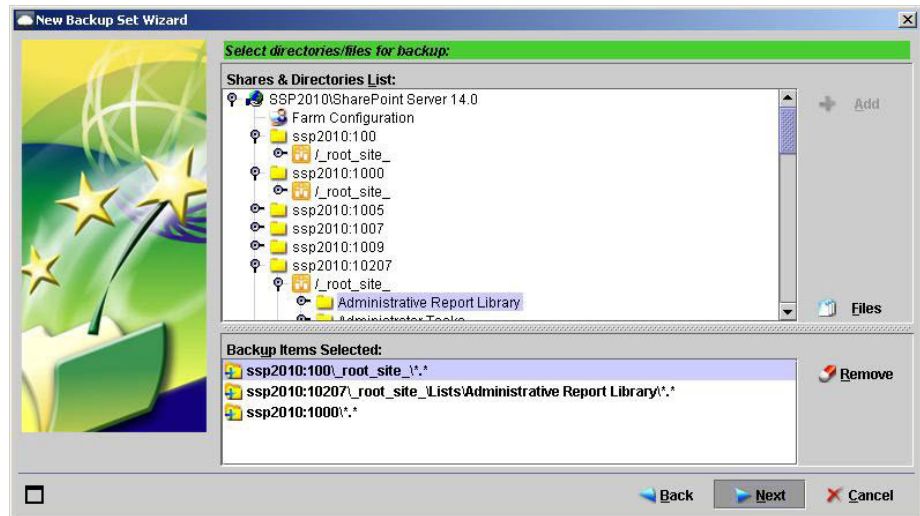 New Backup Set Wizard
Select directories/files for backup:
Shares & Directories List:
SSP2010\SharePoint Server 14.0
Farm Configuration
ssp2010:100
/_root_site_
ssp2010:1000
/_root_site_
ssp2010:1005
ssp2010:1007
ssp2010:1009
ssp2010:10207
/_root_site_
Administrative Report Library
Administrator Tasks
Add
Files
Backup Items Selected:
ssp2010:100\_root_site_\*.*
ssp2010:10207\_root_site_\Lists\Administrative Report Library\*.*
ssp2010:1000\*.*
Remove
Back
Next
Cancel